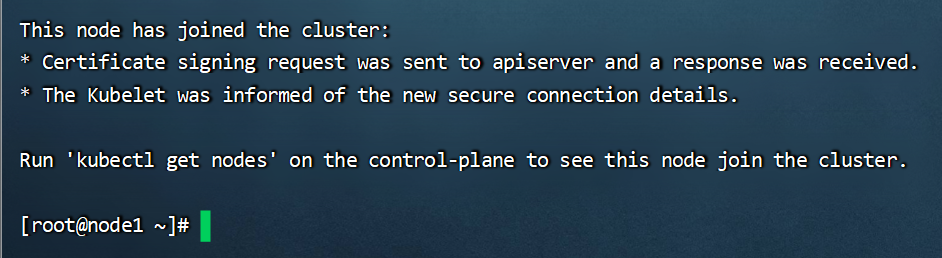 This node has joined the cluster:
* Certificate signing request was sent to apiserver and a response was received.
* The Kubelet was informed of the new secure connection details.
Run 'kubectl get nodes' on the control-plane to see this node join the cluster.
[root@node1 ~]#